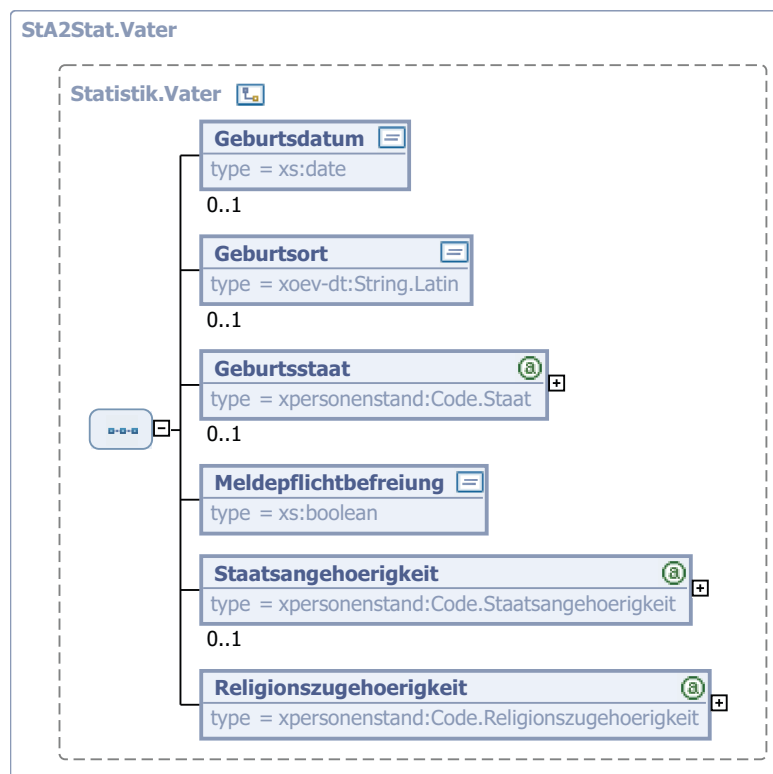 StA2Stat.Vater
Statistik.Vater
Geburtsdatum
type = xs:date
0..1
Geburtsort
type = xoev-dt:String.Latin
0..1
Geburtsstaat
type = xpersonenstand:Code.Staat
0..1
Meldepflichtbefreiung
type = xs:boolean
Staatsangehoerigkeit
type = xpersonenstand:Code.Staatsangehoerigkeit
0..1
Religionszugehoerigkeit
type = xpersonenstand:Code.Religionszugehoerigkeit